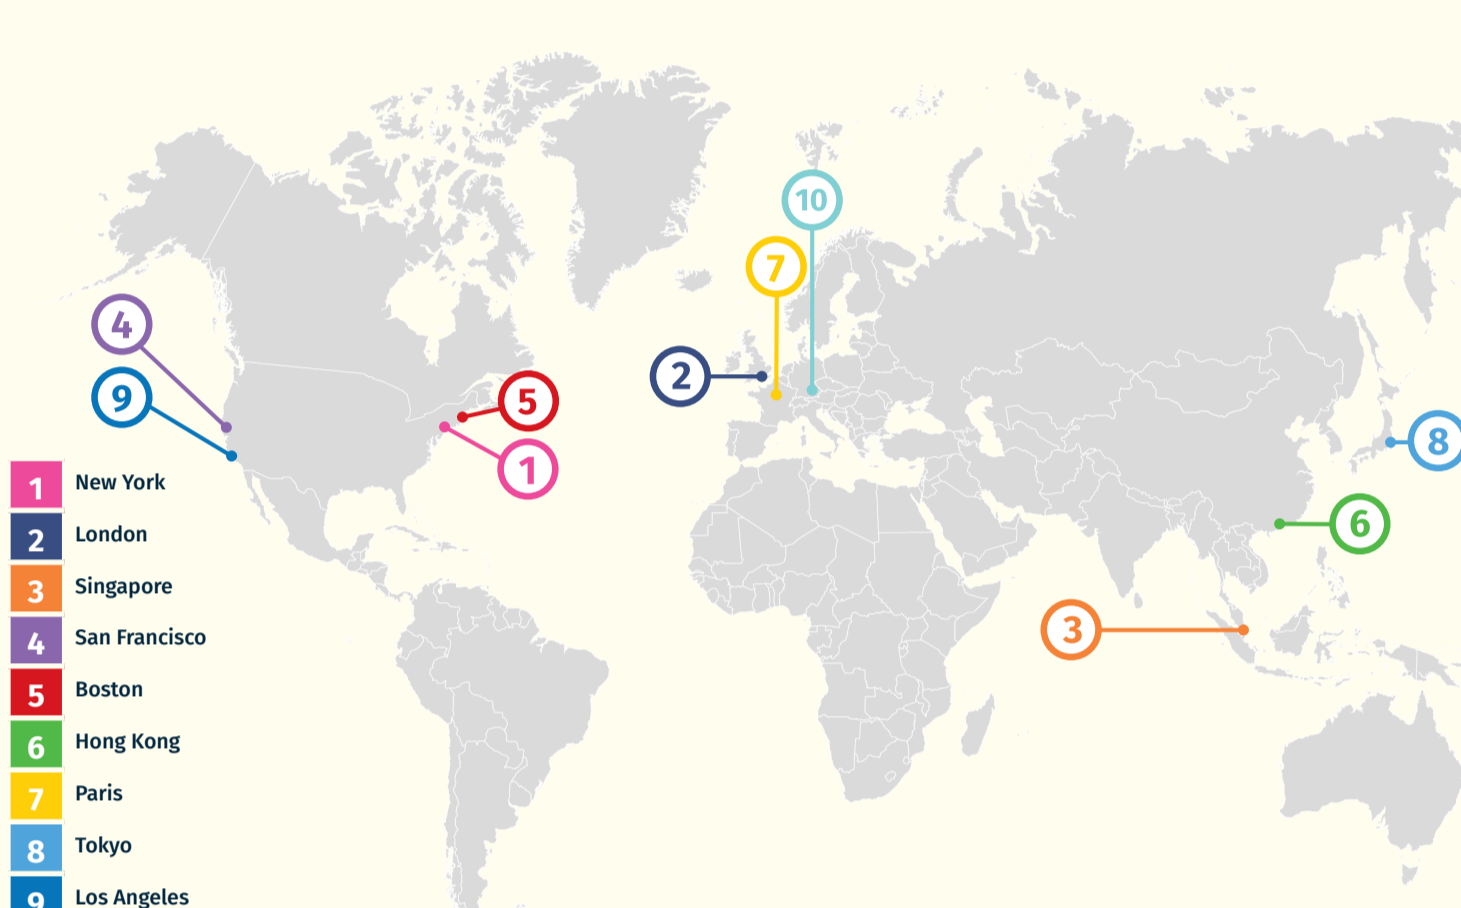 10
7
4
2
9
5
8
1
6
3
1 New York
2 London
3 Singapore
4 San Francisco
5 Boston
6 Hong Kong
7 Paris
8 Tokyo
9 Los Angeles